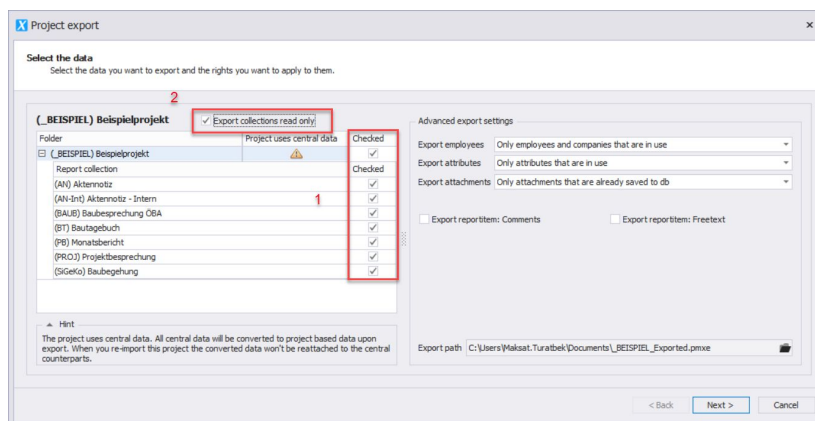 Project export
Select the data
Select the data you want to export and the rights you want to apply to them.
2
(_BEISPIEL) Beispielprojekt
Export collections read only
Folder Project uses central data Checked
(_BEISPIEL) Beispielprojekt
Report collection Checked
(AN) Aktennotiz
(AN-Int) Aktennotiz - Intern
1
(BAUB) Baubesprechung ÖBA
(BT) Bautagebuch
(PB) Monatsbericht
(PROJ) Projektbesprechung
(SiGeKo) Baubegehung
Hint
The project uses central data. All central data will be converted to project based data upon
export. When you re-import this project the converted data won't be reattached to the central
counterparts.
Advanced export settings
Export employees Only employees and companies that are in use
Export attributes Only attributes that are in use
Export attachments Only attachments that are already saved to db
Export reportitem: Comments Export reportitem: Freetext
Export path C:\Users\Maksat.Turatbek\Documents\_BEISPIEL_Exported.pmxe
< Back Next > Cancel